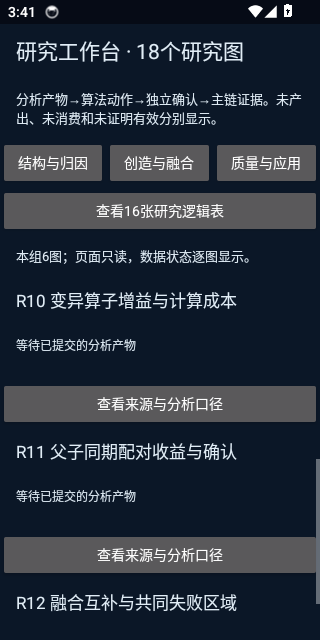 3:41
研究工作台 · 18个研究图
分析产物→算法动作→独立确认→主链证据。未产
出、未消费和未证明有效分别显示。
结构与归因 创造与融合 质量与应用
查看16张研究逻辑表
本组6图；页面只读，数据状态逐图显示。
R10 变异算子增益与计算成本
等待已提交的分析产物
查看来源与分析口径
R11 父子同期配对收益与确认
等待已提交的分析产物
查看来源与分析口径
R12 融合互补与共同失败区域